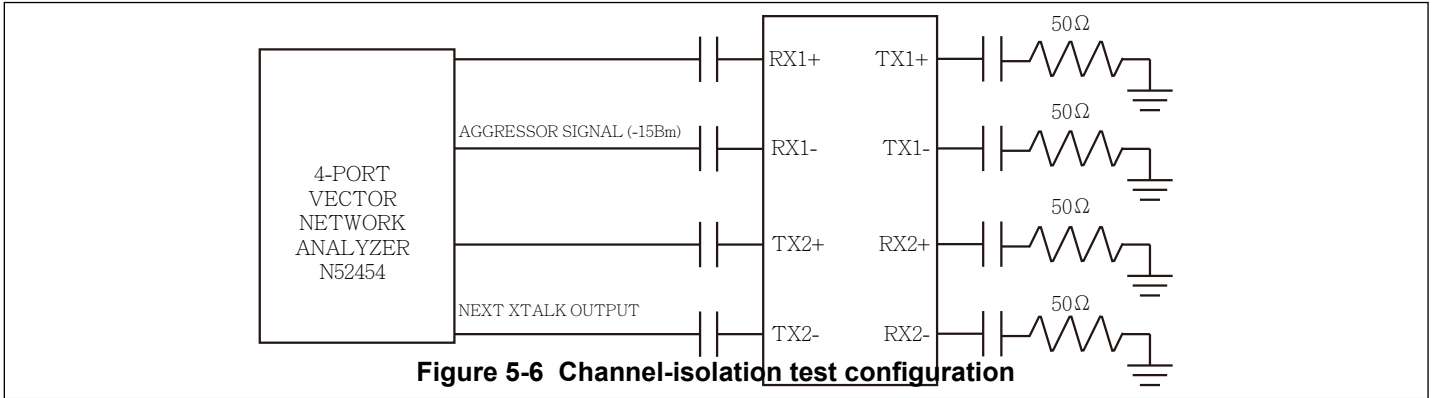 50Ω
RX1+ TX1+
50Ω
AGGRESSOR SIGNAL (-15Bm)
RX1- TX1-
4-PORT
VECTOR
NETWORK
ANALYZER
N52454
50Ω
TX2+ RX2+
50Ω
NEXT XTALK OUTPUT
TX2- RX2-
Figure 5-6 Channel-isolation test configuration